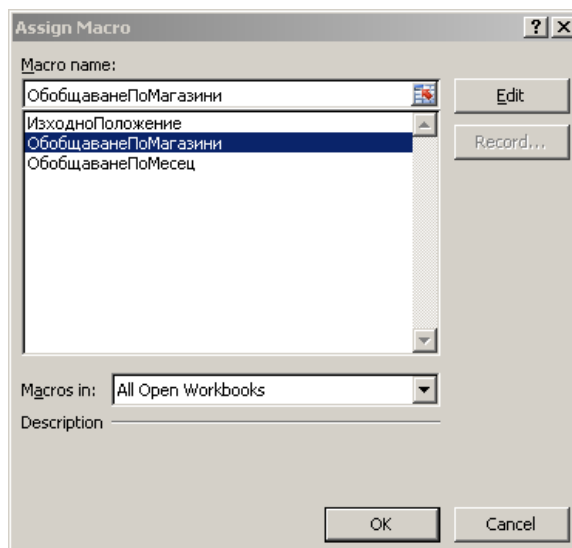 Assign Macro
Macro name:
ОбобщаванеПоМагазини
Edit
ИзходноПоложение
ОбобщаванеПоМагазини
ОбобщаванеПоМесец
Record...
Macros in: All Open Workbooks
Description
OK Cancel